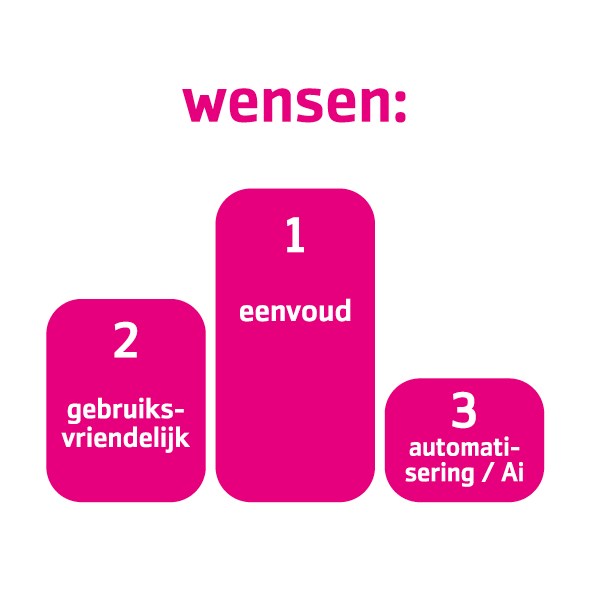 wensen:
1
eenvoud
2
gebruiks-
vriendelijk
3
automati-
sering / Ai